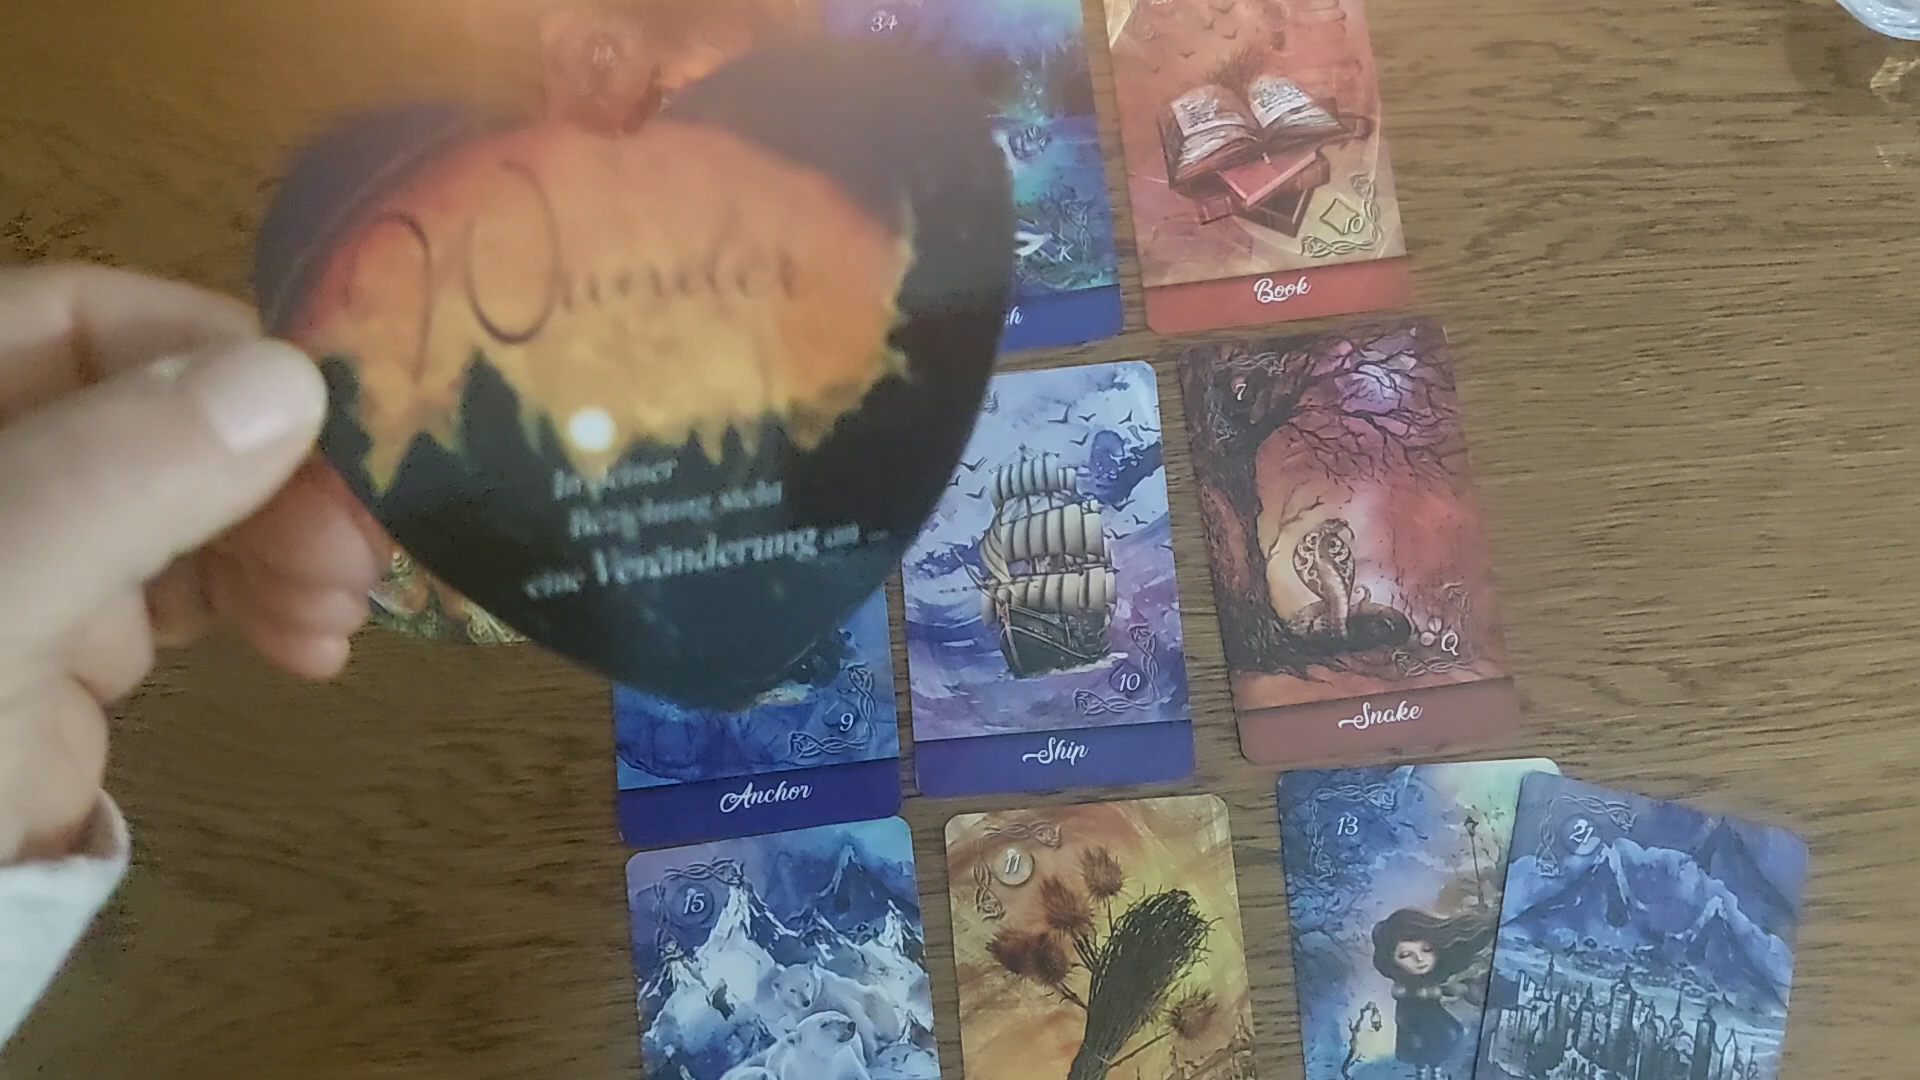 34
Book
10
Wunder
In deiner
Beziehung steht
eine Veränderung an ...
7
Q
Snake
10
Ship
9
Anchor
15
11
13
21